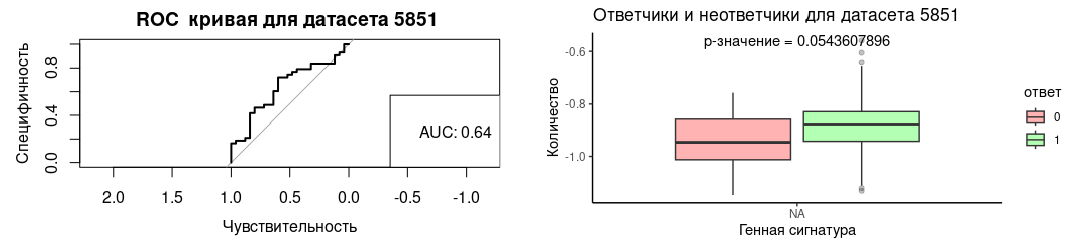 ROC кривая для датасета 5851
Специфичность
0.8
0.4
0.0
AUC: 0.64
2.0 1.5 1.0 0.5 0.0 -0.5 -1.0
Чувствительность
Ответчики и неответчики для датасета 5851
p-значение = 0.0543607896
Количество
-0.6
-0.8
-1.0
NA
Генная сигнатура
ответ
0
1